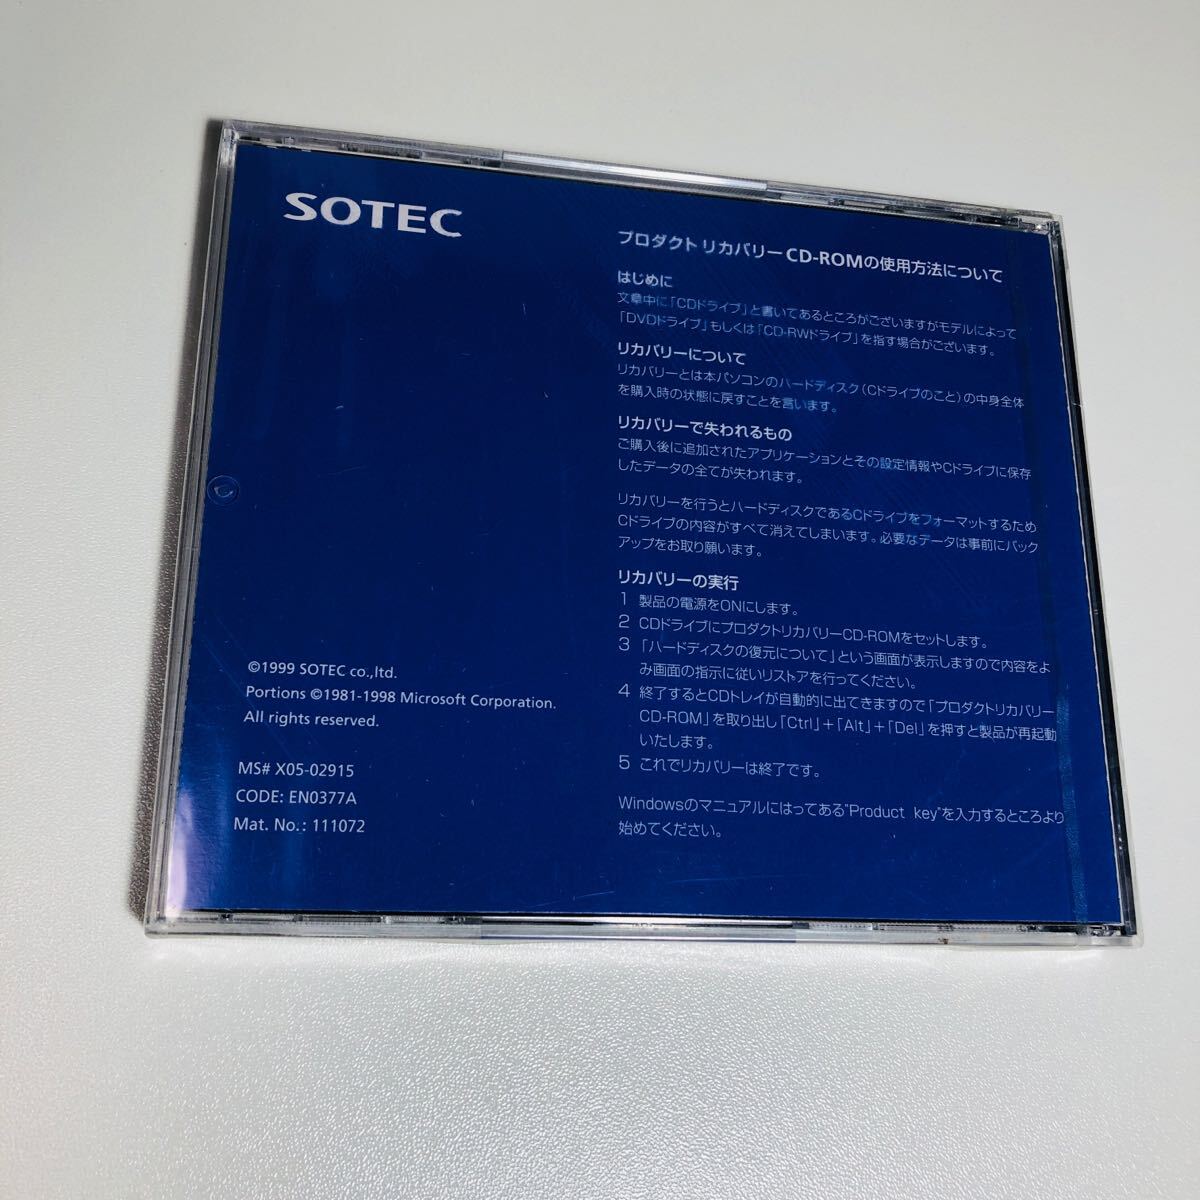 SOTEC
プロダクト リカバリーCD-ROMの使用方法について
はじめに
文章中に「CDドライブ」と書いてあるところがございますがモデルによって
「DVDドライブ」もしくは「CD-RWドライブ」を指す場合がございます。
リカバリーについて
リカバリーとは本パソコンのハードディスク(Cドライブのこと)の中身全体
を購入時の状態に戻すことを言います。
リカバリーで失われるもの
ご購入後に追加されたアプリケーションとその設定情報やCドライブに保存
したデータの全てが失われます。
リカバリーを行うとハードディスクであるCドライブをフォーマットするため
Cドライブの内容がすべて消えてしまいます。必要なデータは事前にバック
アップをお取り願います。
リカバリーの実行
1 製品の電源をONにします。
2 CDドライブにプロダクトリカバリーCD-ROMをセットします。
3 「ハードディスクの復元について」という画面が表示しますので内容をよ
み画面の指示に従いリストアを行ってください。
4 終了するとCDトレイが自動的に出てきますので「プロダクトリカバリー
CD-ROM」を取り出し「Ctrl」+「Alt」+「Del」を押すと製品が再起動
いたします。
5 これでリカバリーは終了です。
Windowsのマニュアルにはってある"Product key"を入力するところより
始めてください。
©1999 SOTEC co.,ltd.
Portions ©1981-1998 Microsoft Corporation.
All rights reserved.
MS# X05-02915
CODE: EN0377A
Mat. No.: 111072